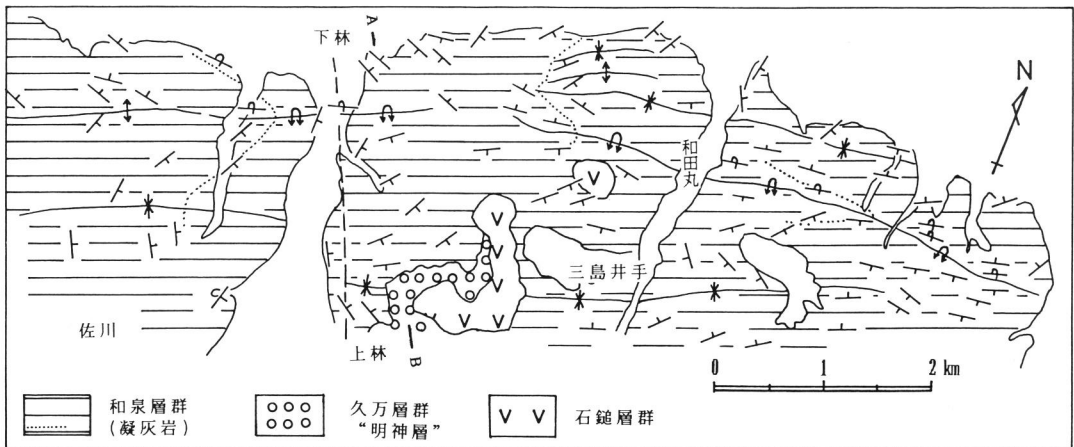 A
下林
N
和田丸
三島井手
佐川
上林
B
0 1 2 km
和泉層群
(凝灰岩)
久万層群
“明神層”
石鎚層群